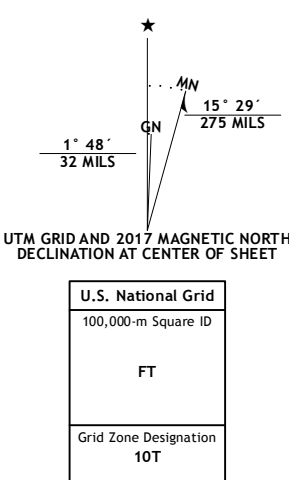 ★
MN
15° 29´
275 MILS
GN
1° 48´
32 MILS
UTM GRID AND 2017 MAGNETIC NORTH
DECLINATION AT CENTER OF SHEET
U.S. National Grid
100,000-m Square ID
FT
Grid Zone Designation
10T